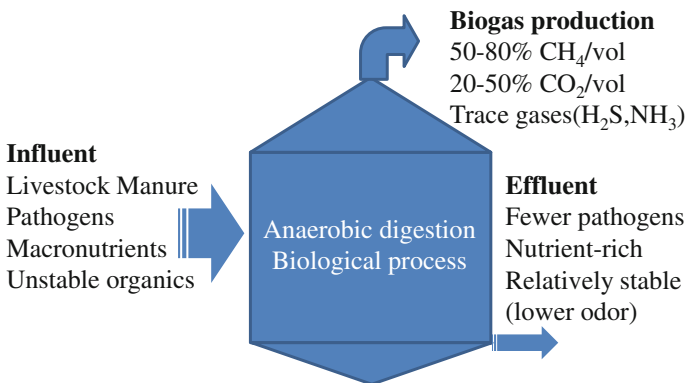 Biogas production
50-80% CH₄/vol
20-50% CO₂/vol
Trace gases(H₂S,NH₃)
Influent
Livestock Manure
Pathogens
Macronutrients
Unstable organics
Anaerobic digestion
Biological process
Effluent
Fewer pathogens
Nutrient-rich
Relatively stable
(lower odor)